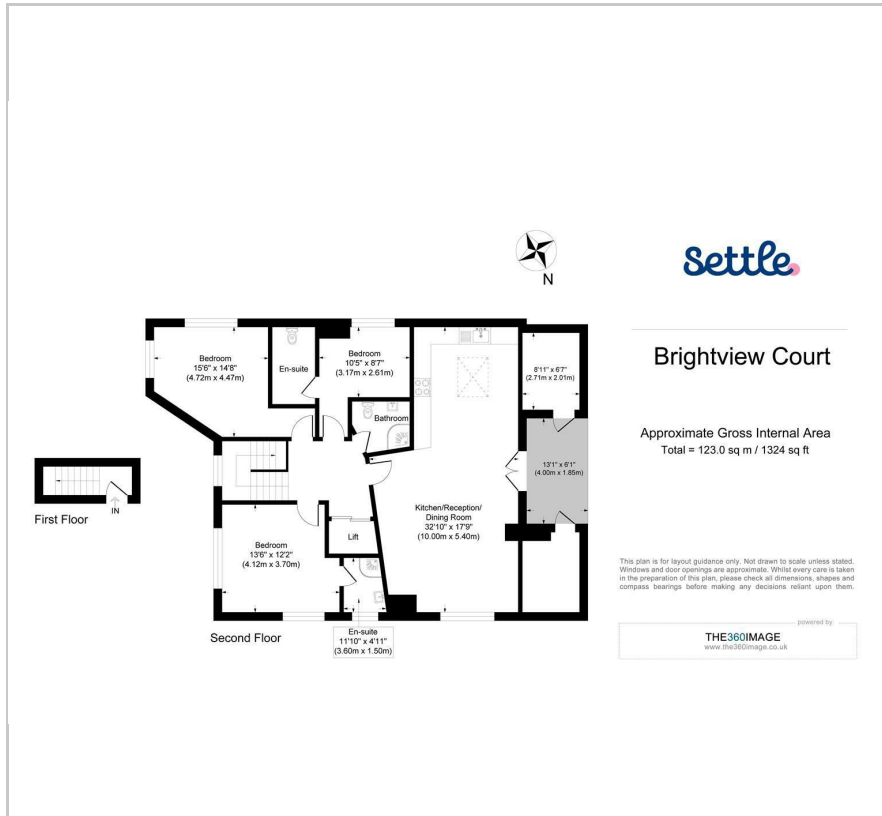 N
Settle
Brightview Court
Approximate Gross Internal Area
Total = 123.0 sq m / 1324 sq ft
Bedroom
15'6" x 14'8"
(4.72m x 4.47m)
En-suite
Bedroom
10'5" x 8'7"
(3.17m x 2.61m)
Bathroom
8'11" x 6'7"
(2.71m x 2.01m)
13'1" x 6'1"
(4.00m x 1.85m)
Kitchen/Reception/
Dining Room
32'10" x 17'9"
(10.00m x 5.40m)
Lift
Bedroom
13'6" x 12'2"
(4.12m x 3.70m)
En-suite
11'10" x 4'11"
(3.60m x 1.50m)
IN
First Floor
Second Floor
This plan is for layout guidance only. Not drawn to scale unless stated.
Windows and door openings are approximate. Whilst every care is taken
in the preparation of this plan, please check all dimensions, shapes and
compass bearings before making any decisions reliant upon them.
powered by
THE360IMAGE
www.the360image.co.uk